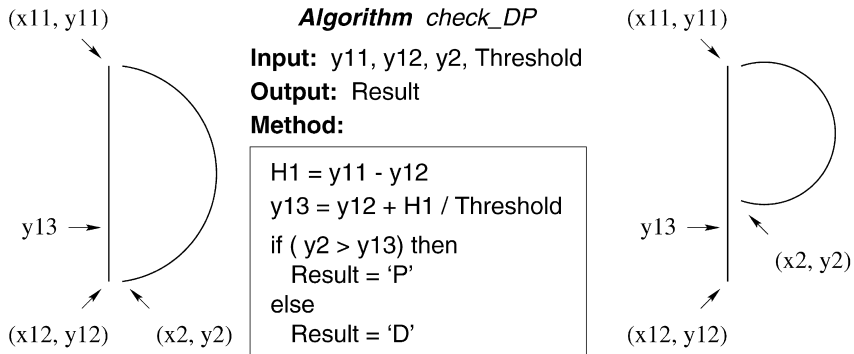 (x11, y11)
y13
(x12, y12)
(x2, y2)
Algorithm check_DP
Input: y11, y12, y2, Threshold
Output: Result
Method:
H1 = y11 - y12
y13 = y12 + H1 / Threshold
if ( y2 > y13) then
Result = ‘P’
else
Result = ‘D’
(x11, y11)
y13
(x2, y2)
(x12, y12)